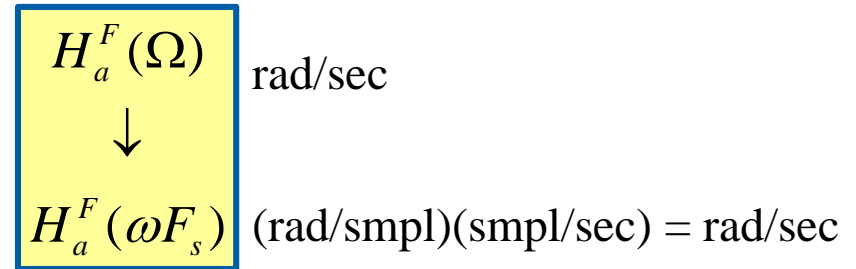 H_a^F(Ω) rad/sec
↓
H_a^F(ωF_s) (rad/smpl)(smpl/sec) = rad/sec